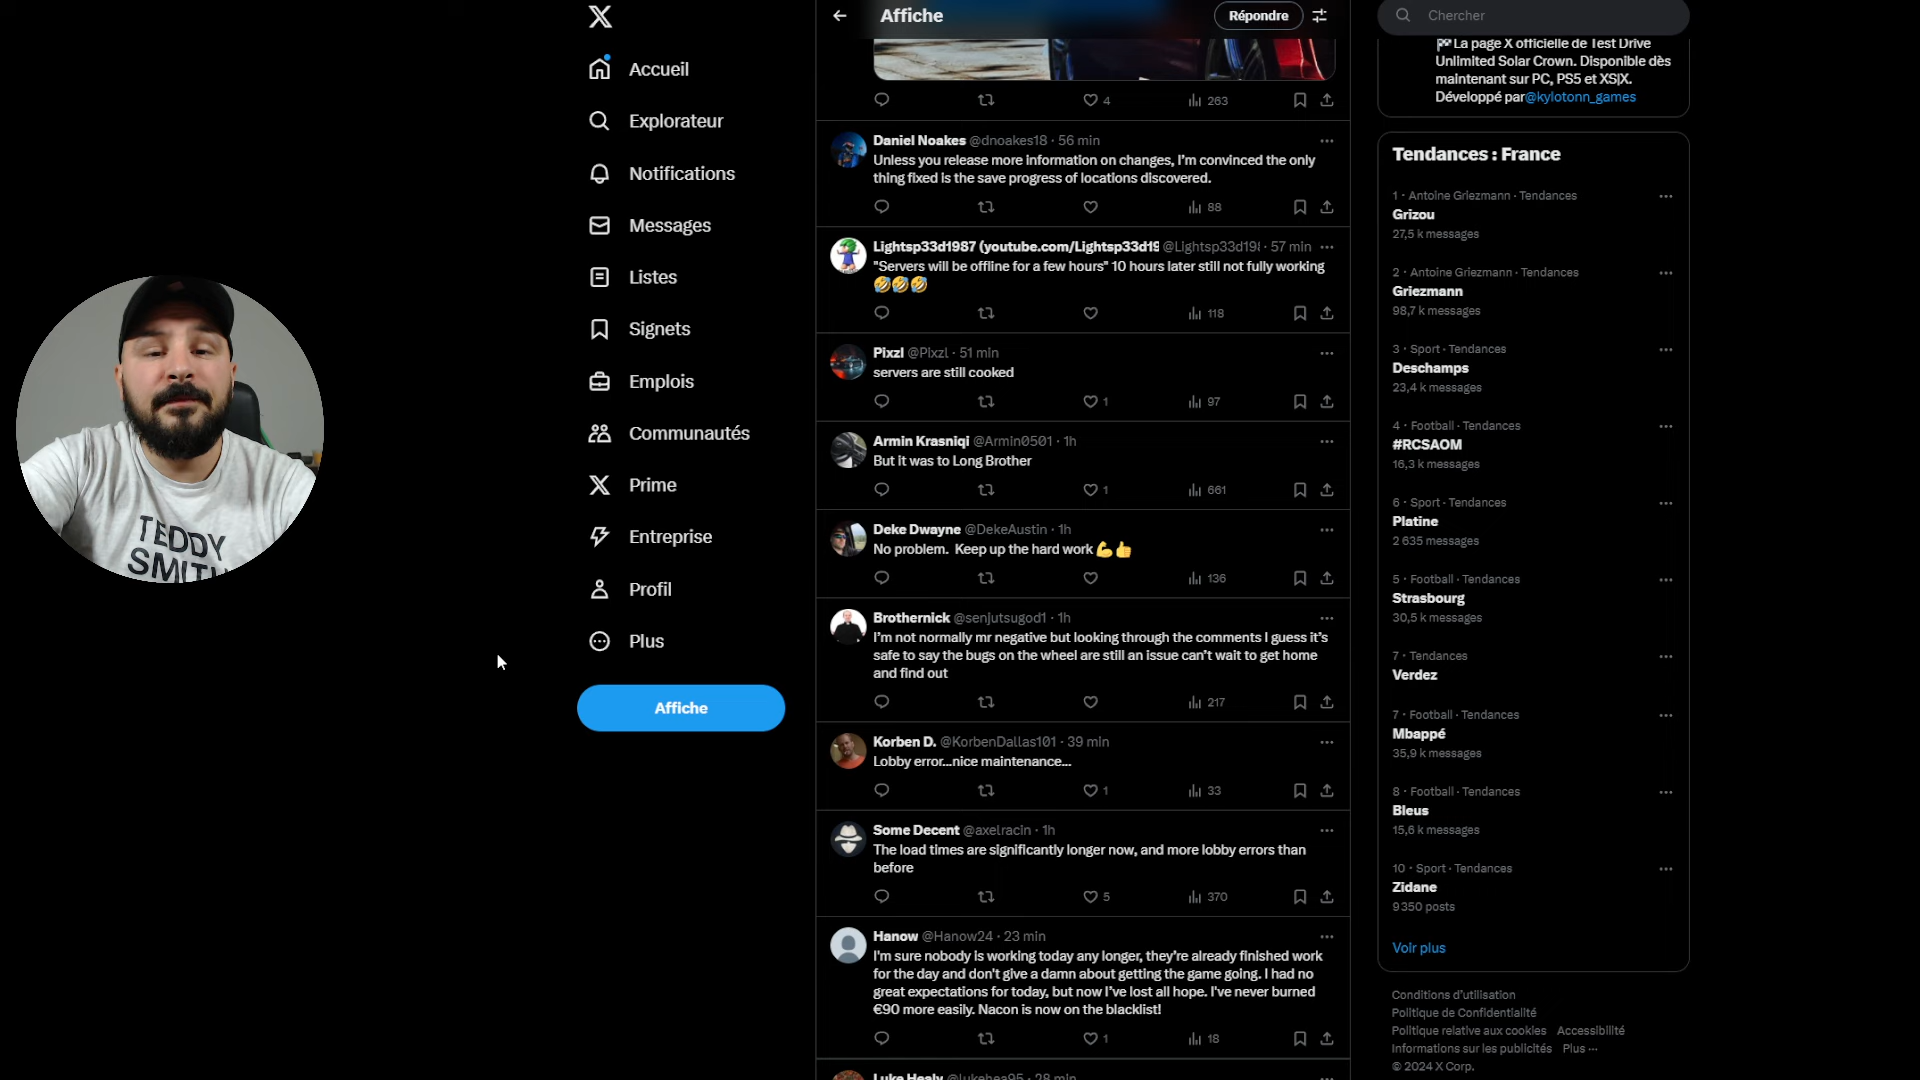 TEDDY
SMITH
Accueil
Explorateur
Notifications
Messages
Listes
Signets
Emplois
Communautés
Prime
Entreprise
Profil
Plus
Affiche
Affiche
Répondre
4
263
Daniel Noakes @dnoakes18 · 56 min
Unless you release more information on changes, I'm convinced the only
thing fixed is the save progress of locations discovered.
88
Lightsp33d1987 (youtube.com/Lightsp33d19 @Lightsp33d19 · 57 min
"Servers will be offline for a few hours" 10 hours later still not fully working
🤣🤣🤣
118
Pixzl @Pixzl · 51 min
servers are still cooked
1
97
Armin Krasniqi @Armin0501 · 1h
But it was to Long Brother
1
661
Deke Dwayne @DekeAustin · 1h
No problem. Keep up the hard work 💪👍
136
Brothernick @senjutsugod1 · 1h
I'm not normally mr negative but looking through the comments I guess it's
safe to say the bugs on the wheel are still an issue can't wait to get home
and find out
217
Korben D. @KorbenDallas101 · 39 min
Lobby error...nice maintenance...
1
33
Some Decent @axelracin · 1h
The load times are significantly longer now, and more lobby errors than
before
5
370
Hanow @Hanow24 · 23 min
I'm sure nobody is working today any longer, they're already finished work
for the day and don't give a damn about getting the game going. I had no
great expectations for today, but now I've lost all hope. I've never burned
€90 more easily. Nacon is now on the blacklist!
1
18
Luke Healy @lukehea95 · 28 min
Chercher
🏁La page X officielle de Test Drive
Unlimited Solar Crown. Disponible dès
maintenant sur PC, PS5 et XS|X.
Développé par@kylotonn_games
Tendances : France
1 · Antoine Griezmann · Tendances
Grizou
27,5 k messages
2 · Antoine Griezmann · Tendances
Griezmann
98,7 k messages
3 · Sport · Tendances
Deschamps
23,4 k messages
4 · Football · Tendances
#RCSAOM
16,3 k messages
6 · Sport · Tendances
Platine
2 635 messages
5 · Football · Tendances
Strasbourg
30,5 k messages
7 · Tendances
Verdez
7 · Football · Tendances
Mbappé
35,9 k messages
8 · Football · Tendances
Bleus
15,6 k messages
10 · Sport · Tendances
Zidane
9 350 posts
Voir plus
Conditions d'utilisation
Politique de Confidentialité
Politique relative aux cookies Accessibilité
Informations sur les publicités Plus ···
© 2024 X Corp.